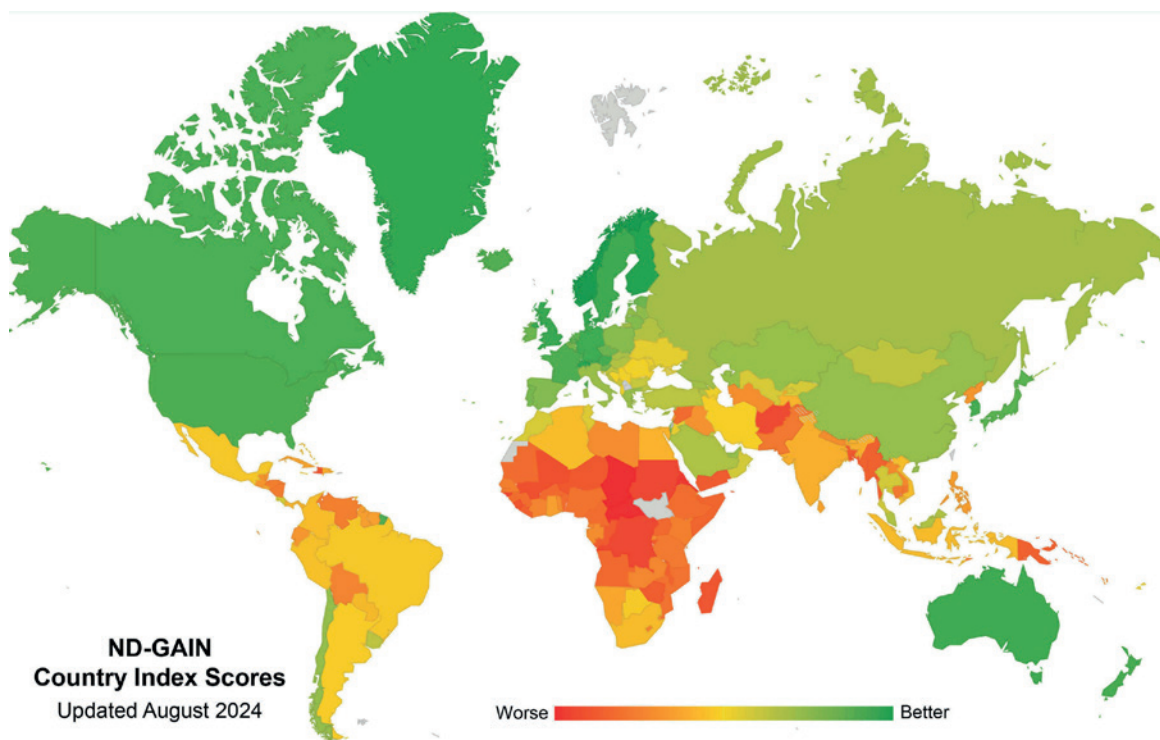 ND-GAIN
Country Index Scores
Updated August 2024
Worse
Better